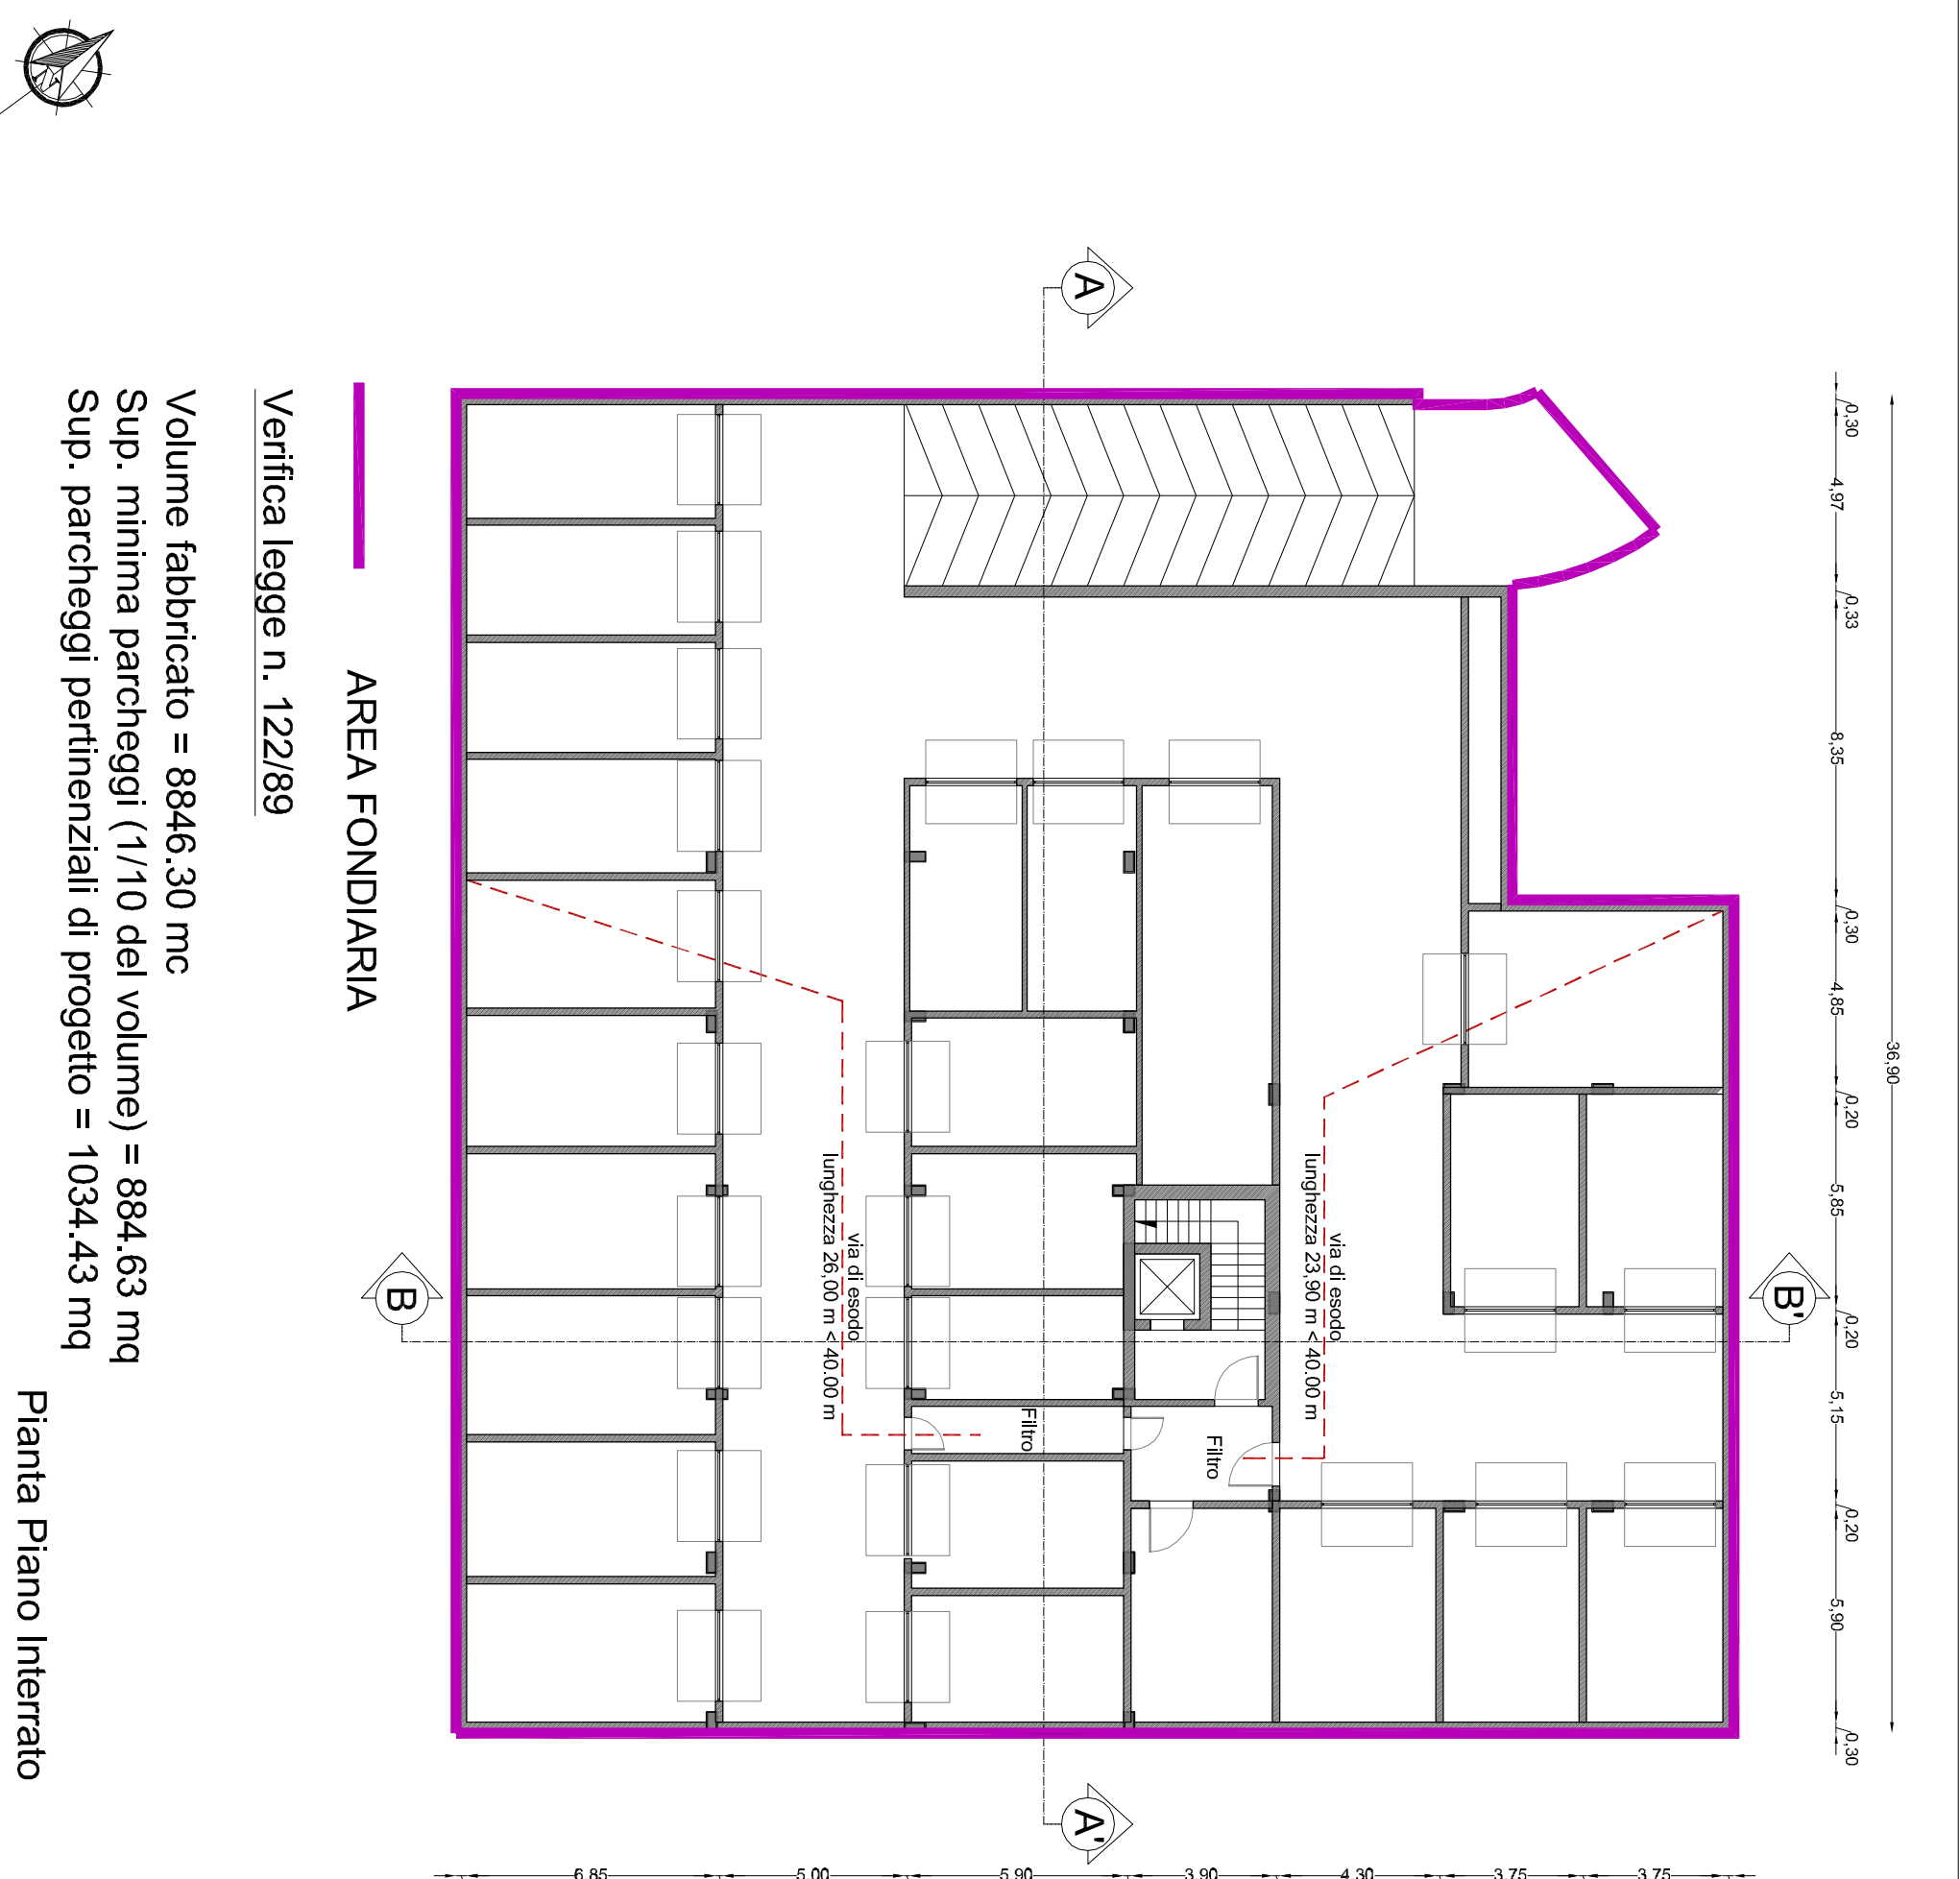 Pianta Piano Interrato
AREA FONDIARIA
Verifica legge n. 122/89
Volume fabbricato = 8846.30 mc
Sup. minima parcheggi (1/10 del volume) = 884.63 mq
Sup. parcheggi pertinenziali di progetto = 1034.43 mq
A
A'
B
B'
via di esodo
lunghezza 23,90 m < 40.00 m
via di esodo
lunghezza 26,00 m < 40.00 m
Filtro
Filtro
36,90
0,30
4,97
0,33
8,35
0,30
4,85
0,20
5,85
0,20
5,15
0,20
5,90
0,30
6,85
5,00
5,90
3,90
4,30
3,75
3,75